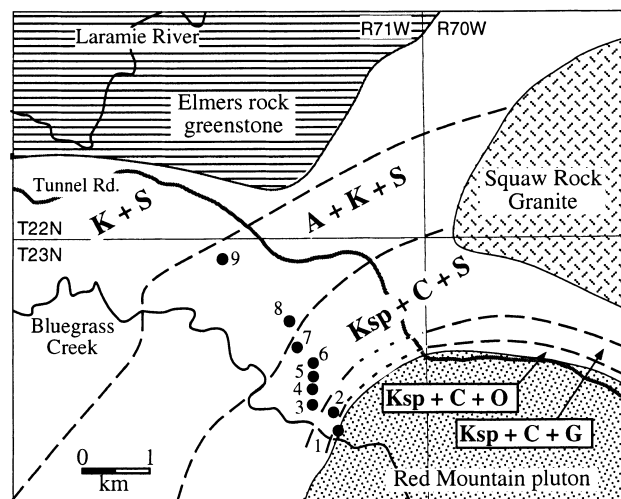 R71W R70W
Laramie River
Elmers rock
greenstone
Tunnel Rd.
K + S
A + K + S
Squaw Rock
Granite
T22N
T23N
9
Ksp + C + S
8
Bluegrass
Creek
7
6
5
4
3
2
1
Ksp + C + O
Ksp + C + G
0 1
km
Red Mountain pluton